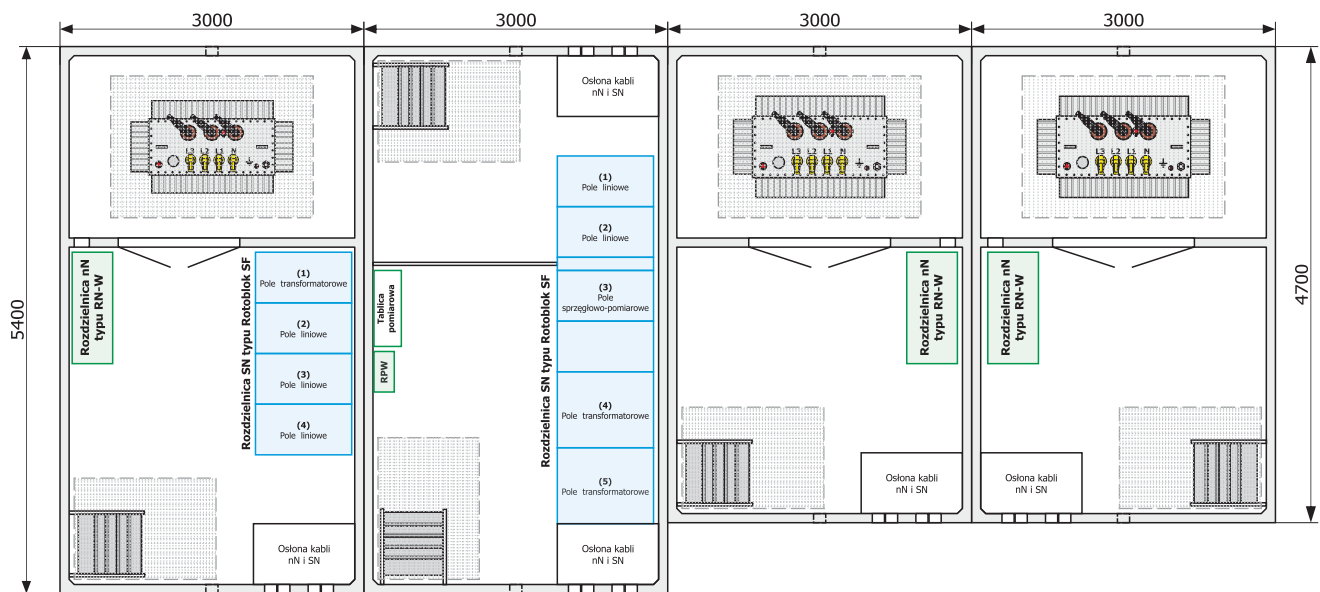 3000
3000
3000
3000
5400
4700
L3 L2 L1 N
Rozdzielnica nN
typu RN-W
Rozdzielnica SN typu Rotoblok SF
(1)
Pole transformatorowe
(2)
Pole liniowe
(3)
Pole liniowe
(4)
Pole liniowe
Osłona kabli
nN i SN
Osłona kabli
nN i SN
(1)
Pole liniowe
(2)
Pole liniowe
(3)
Pole
sprzęgłowo-pomiarowe
(4)
Pole transformatorowe
(5)
Pole transformatorowe
Rozdzielnica SN typu Rotoblok SF
Tablica
pomiarowa
RPW
Osłona kabli
nN i SN
L3 L2 L1 N
Rozdzielnica nN
typu RN-W
Osłona kabli
nN i SN
L3 L2 L1 N
Rozdzielnica nN
typu RN-W
Osłona kabli
nN i SN